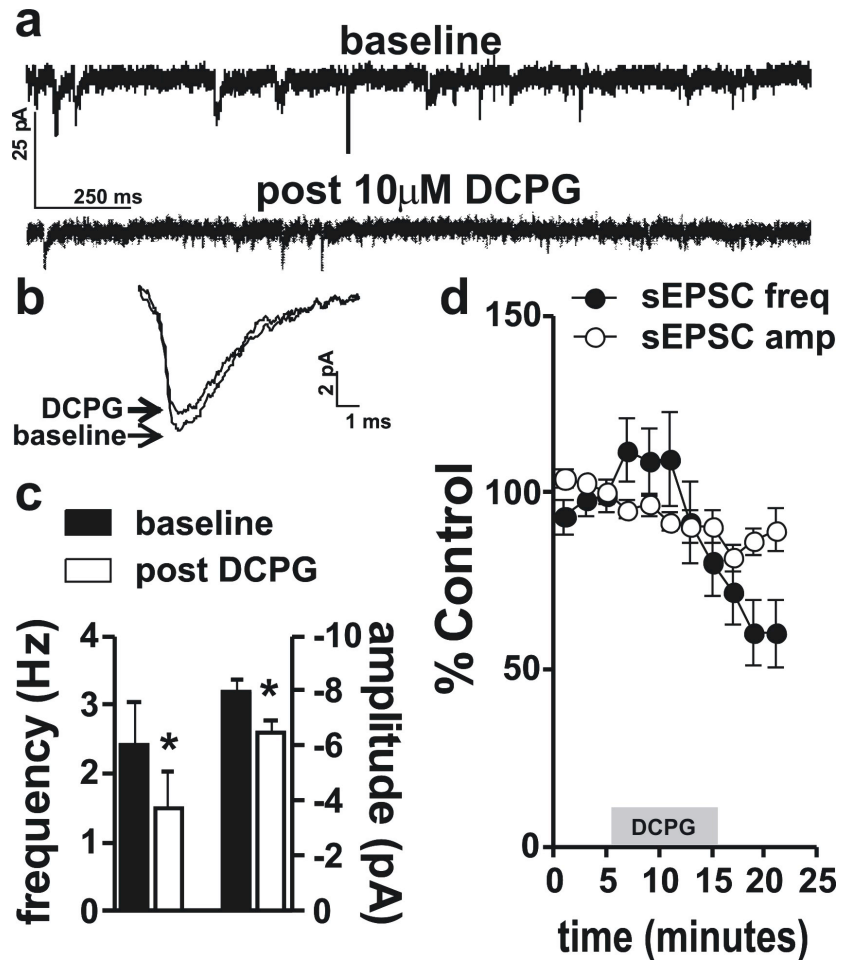 a
baseline
25 pA
250 ms
post 10μM DCPG
b
DCPG
baseline
2 pA
1 ms
c
baseline
post DCPG
frequency (Hz)
4
3
2
1
0
* *
-10
-8
-6
-4
-2
0
amplitude (pA)
d
sEPSC freq
sEPSC amp
% Control
150
100
50
0
DCPG
0 5 10 15 20 25
time (minutes)